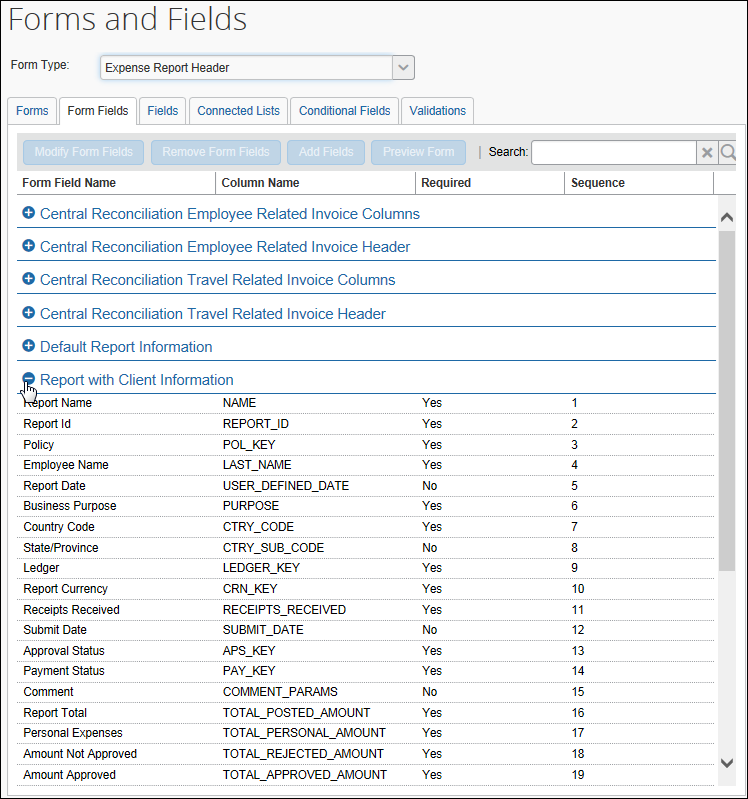 Forms and Fields
Form Type: Expense Report Header
Forms Form Fields Fields Connected Lists Conditional Fields Validations
Modify Form Fields Remove Form Fields Add Fields Preview Form | Search:
Form Field Name Column Name Required Sequence
Central Reconciliation Employee Related Invoice Columns
Central Reconciliation Employee Related Invoice Header
Central Reconciliation Travel Related Invoice Columns
Central Reconciliation Travel Related Invoice Header
Default Report Information
Report with Client Information
Report Name NAME Yes 1
Report Id REPORT_ID Yes 2
Policy POL_KEY Yes 3
Employee Name LAST_NAME Yes 4
Report Date USER_DEFINED_DATE No 5
Business Purpose PURPOSE Yes 6
Country Code CTRY_CODE Yes 7
State/Province CTRY_SUB_CODE No 8
Ledger LEDGER_KEY Yes 9
Report Currency CRN_KEY Yes 10
Receipts Received RECEIPTS_RECEIVED Yes 11
Submit Date SUBMIT_DATE No 12
Approval Status APS_KEY Yes 13
Payment Status PAY_KEY Yes 14
Comment COMMENT_PARAMS No 15
Report Total TOTAL_POSTED_AMOUNT Yes 16
Personal Expenses TOTAL_PERSONAL_AMOUNT Yes 17
Amount Not Approved TOTAL_REJECTED_AMOUNT Yes 18
Amount Approved TOTAL_APPROVED_AMOUNT Yes 19